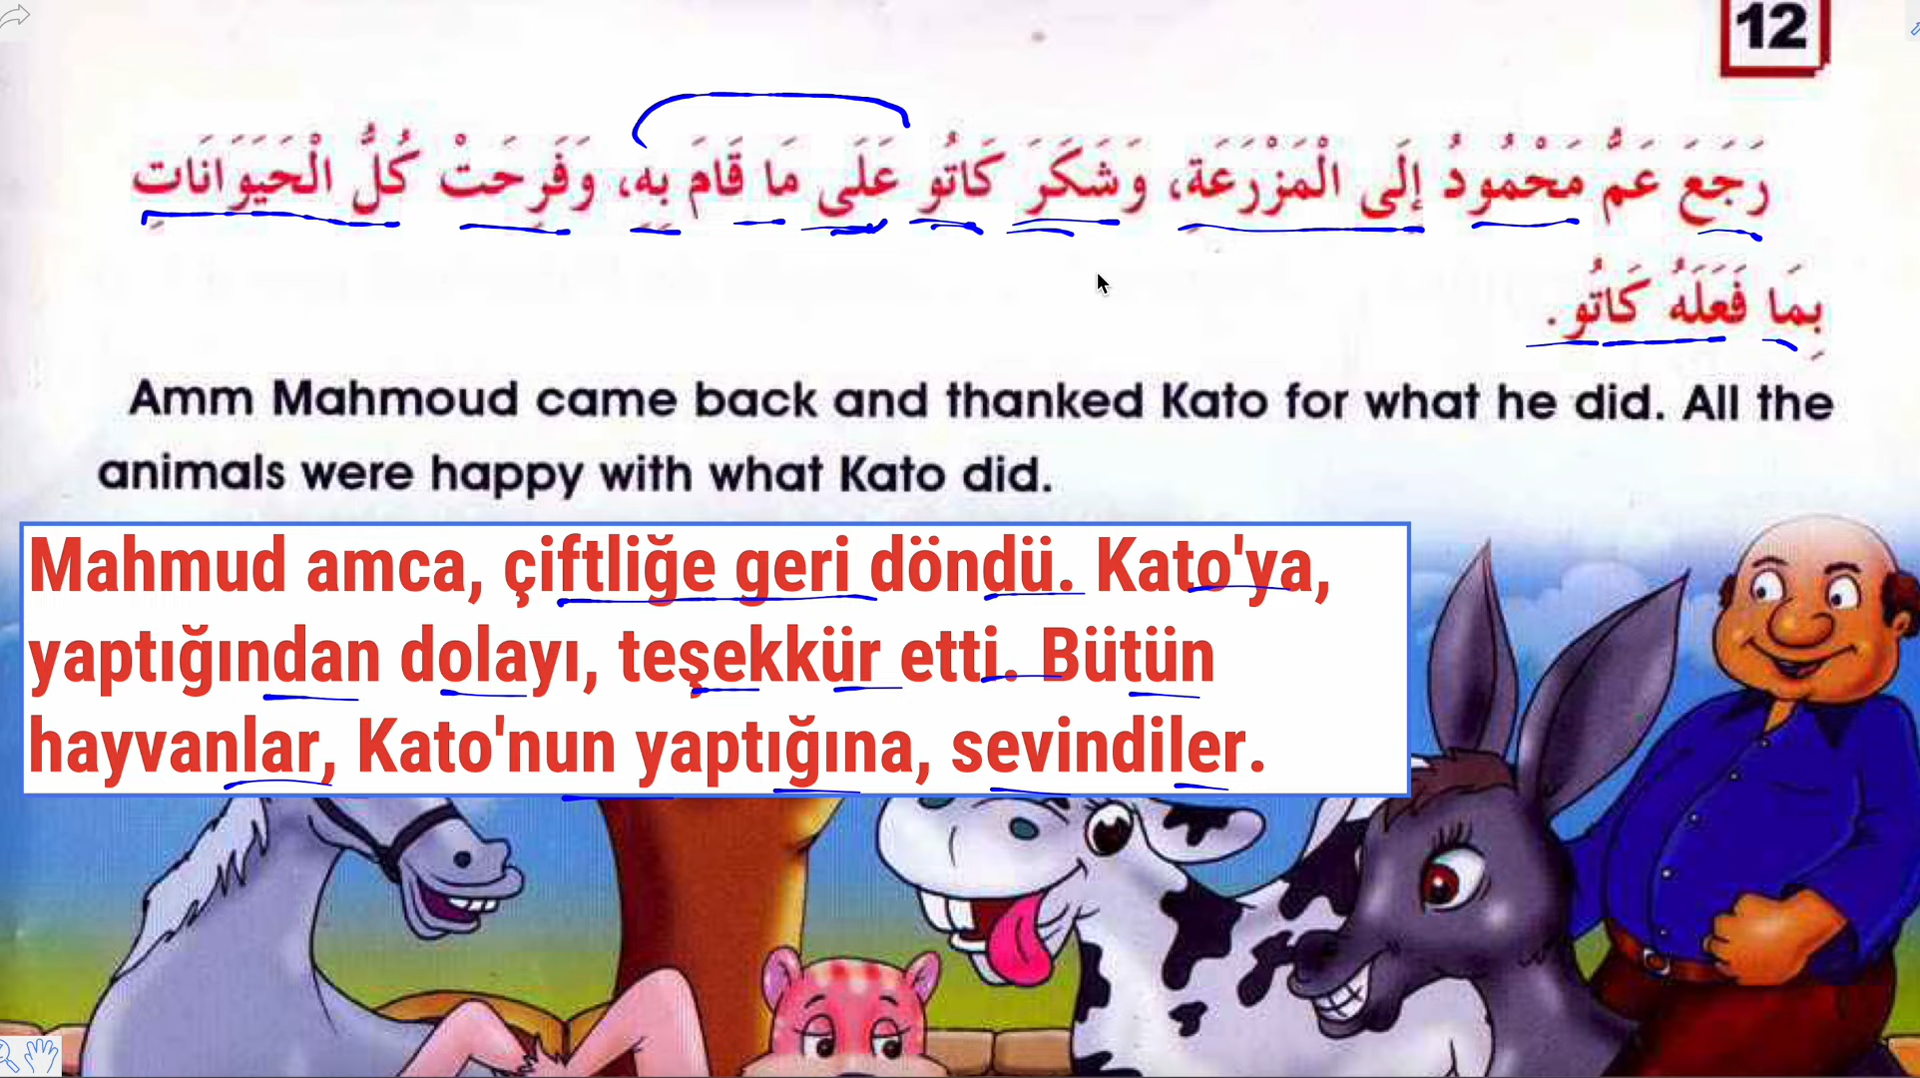 12
رَجَعَ عَمُّ مَحْمُودُ إِلَى الْمَزْرَعَةِ، وَشَكَرَ كَاتُو عَلَى مَا قَامَ بِهِ، وَفَرِحَتْ كُلُّ الْحَيَوَانَاتِ
بِمَا فَعَلَهُ كَاتُو.
Amm Mahmoud came back and thanked Kato for what he did. All the
animals were happy with what Kato did.
Mahmud amca, çiftliğe geri döndü. Kato'ya,
yaptığından dolayı, teşekkür etti. Bütün
hayvanlar, Kato'nun yaptığına, sevindiler.